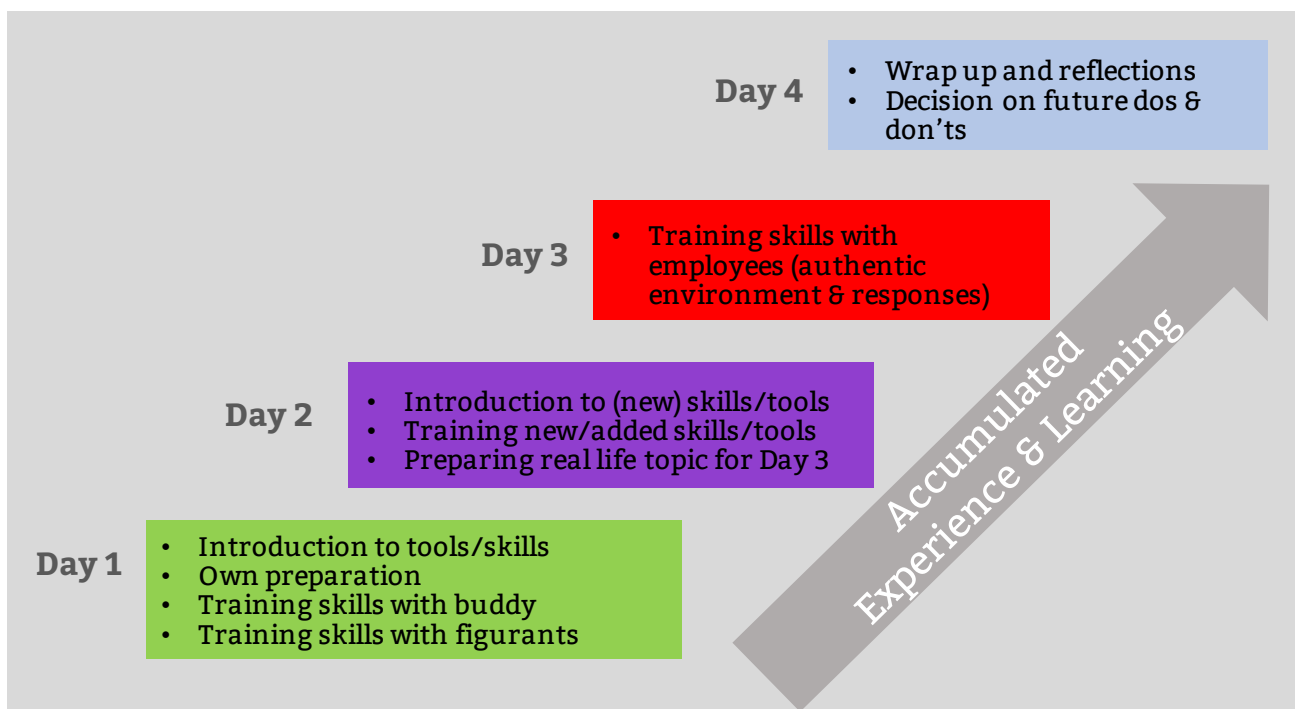 Day 4
• Wrap up and reflections
• Decision on future dos &
don’ts
Day 3
• Training skills with
employees (authentic
environment & responses)
Day 2
• Introduction to (new) skills/tools
• Training new/added skills/tools
• Preparing real life topic for Day 3
Day 1
• Introduction to tools/skills
• Own preparation
• Training skills with buddy
• Training skills with figurants
Accumulated
Experience & Learning